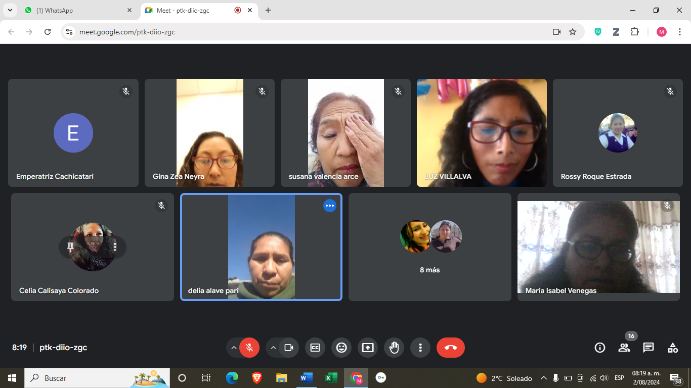 (1) WhatsApp
Meet - ptk-diio-zgc
meet.google.com/ptk-diio-zgc
Z
M
E
Emperatriz Cachicatari
Gina Zea Neyra
susana valencia arce
LUZ VILLALVA
Rossy Roque Estrada
Celia Calisaya Colorado
delia alave pari
8 más
Maria Isabel Venegas
8:19
ptk-diio-zgc
CC
16
Buscar
2°C Soleado
ESP
08:19 a. m.
2/08/2024